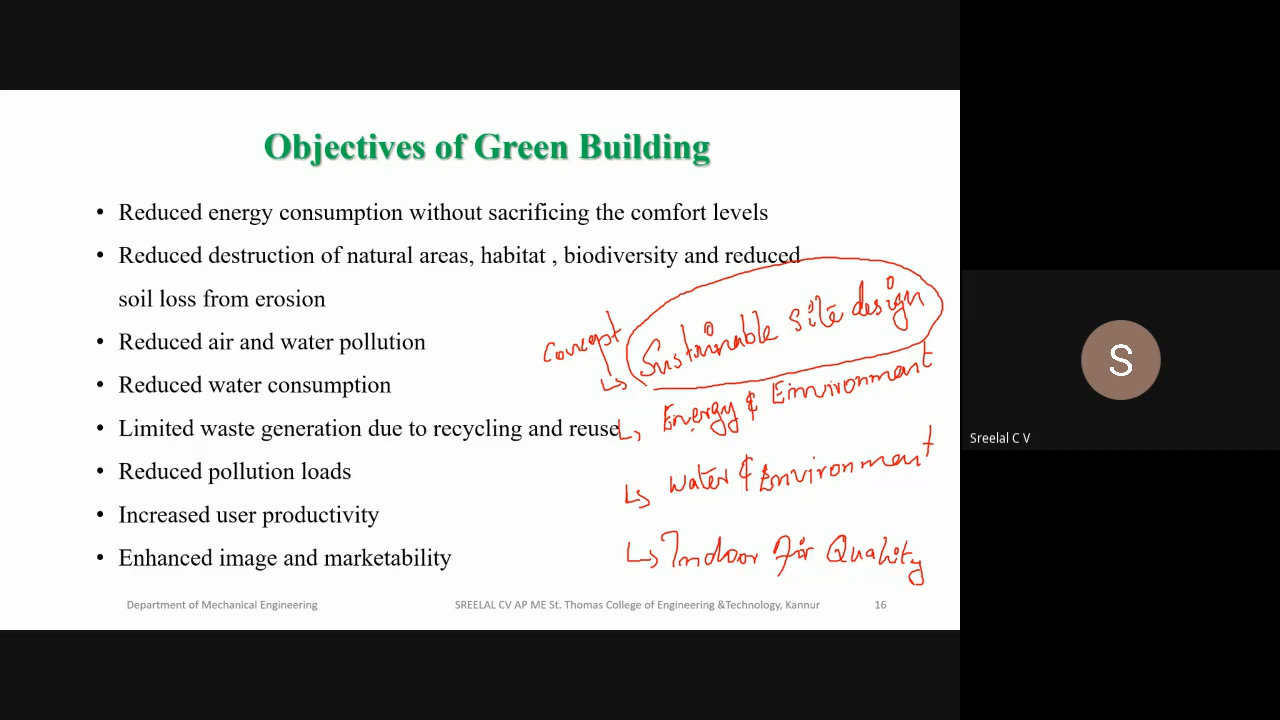 Objectives of Green Building
• Reduced energy consumption without sacrificing the comfort levels
• Reduced destruction of natural areas, habitat , biodiversity and reduced
soil loss from erosion
• Reduced air and water pollution
• Reduced water consumption
• Limited waste generation due to recycling and reuse
• Reduced pollution loads
• Increased user productivity
• Enhanced image and marketability
Concept
↳ Sustainable site design
↳ Energy & Environment
↳ Water & Environment
↳ Indoor Air Quality
Department of Mechanical Engineering SREELAL CV AP ME St. Thomas College of Engineering &Technology, Kannur 16
S
Sreelal C V